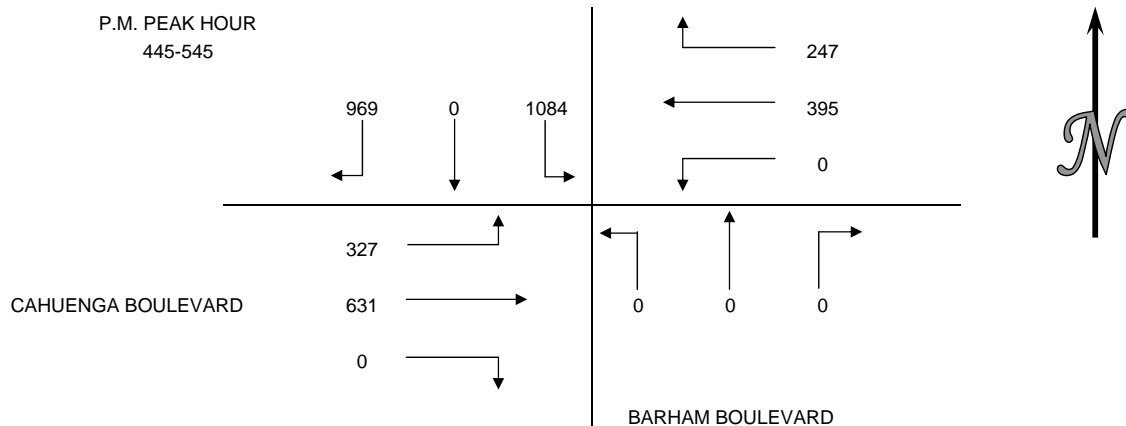 P.M. PEAK HOUR
445-545
247
969 0 1084
395
0
N
327
631
0 0 0
CAHUENGA BOULEVARD
0
BARHAM BOULEVARD